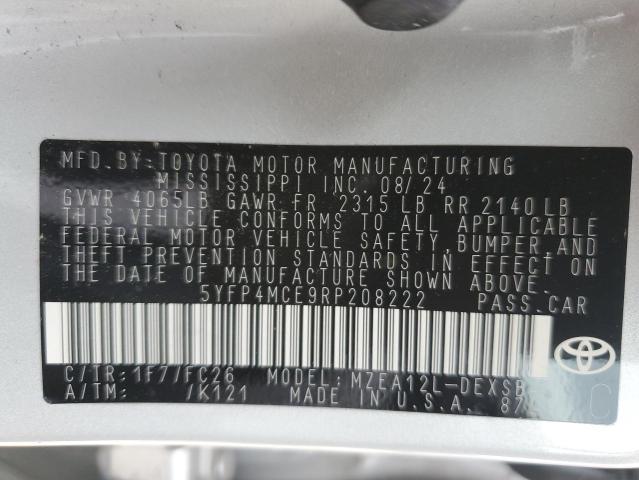 MFD. BY: TOYOTA MOTOR MANUFACTURING
MISSISSIPPI INC. 08/24
GVWR 4065LB GAWR FR 2315 LB RR 2140 LB
THIS VEHICLE CONFORMS TO ALL APPLICABLE
FEDERAL MOTOR VEHICLE SAFETY, BUMPER, AND
THEFT PREVENTION STANDARDS IN EFFECT ON
THE DATE OF MANUFACTURE SHOWN ABOVE.
5YFP4MCE9RP208222 PASS. CAR
C/TR: 1F77/FC26 MODEL: MZEA12L-DEXSB
A/TM: /K121 MADE IN U.S.A.
C